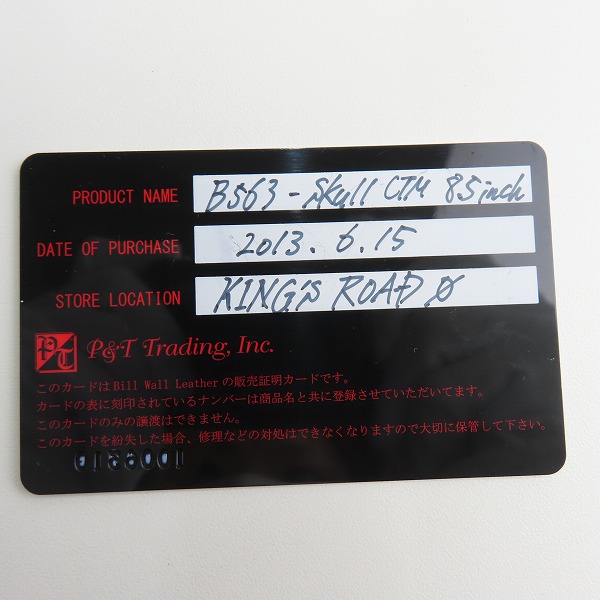 PRODUCT NAME B563-Skull CTM 8.5inch
DATE OF PURCHASE 2013.6.15
STORE LOCATION KING'S ROAD Ø
PT P&T Trading, Inc.
このカードはBill Wall Leatherの販売証明カードです。
カードの表に刻印されているナンバーは商品名と共に登録させていただいてます。
このカードのみの譲渡はできません。
このカードを紛失した場合、修理などの対処はできなくなりますので大切に保管して下さい。